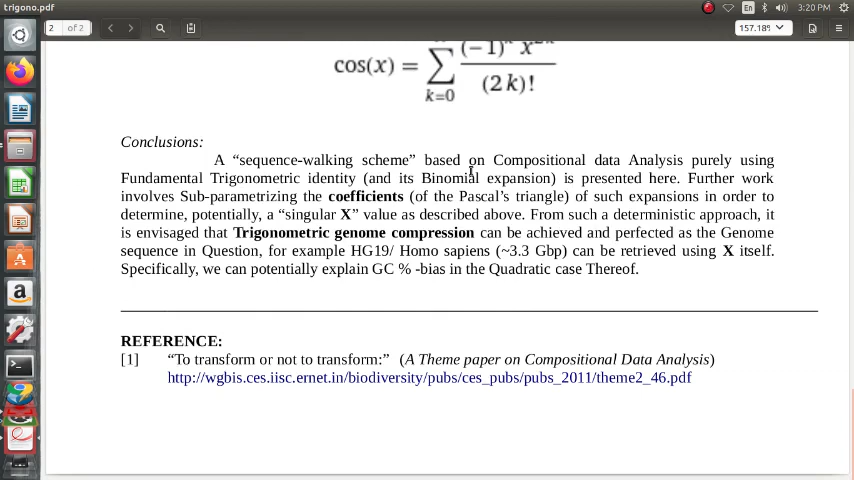 trigono.pdf
En
3:20 PM
2
of 2
157.18%
cos(x) = ∑ (−1)ᵏ x²ᵏ
(2 k)!
k=0
Conclusions:
A “sequence-walking scheme” based on Compositional data Analysis purely using
Fundamental Trigonometric identity (and its Binomial expansion) is presented here. Further work
involves Sub-parametrizing the coefficients (of the Pascal’s triangle) of such expansions in order to
determine, potentially, a “singular X” value as described above. From such a deterministic approach, it
is envisaged that Trigonometric genome compression can be achieved and perfected as the Genome
sequence in Question, for example HG19/ Homo sapiens (~3.3 Gbp) can be retrieved using X itself.
Specifically, we can potentially explain GC % -bias in the Quadratic case Thereof.
REFERENCE:
[1] “To transform or not to transform:” (A Theme paper on Compositional Data Analysis)
http://wgbis.ces.iisc.ernet.in/biodiversity/pubs/ces_pubs/pubs_2011/theme2_46.pdf